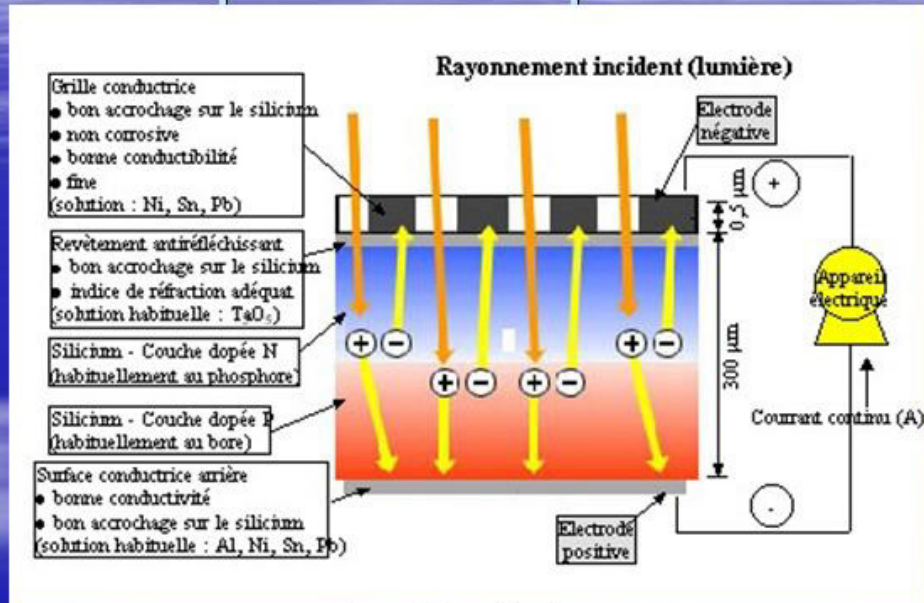 Rayonnement incident (lumière)
Grille conductrice
● bon accrochage sur le silicium
● non corrosive
● bonne conductibilité
● fine
(solution : Ni, Sn, Pb)
Revètement antiréfléchissant
● bon accrochage sur le silicium
● indice de réfraction adéquat
(solution habituelle : TaO₅)
Silicium - Couche dopée N
(habituellement au phosphore)
Silicium - Couche dopée P
(habituellement au bore)
Surface conductrice arrière
● bonne conductivité
● bon accrochage sur le silicium
(solution habituelle : Al, Ni, Sn, Pb)
Electrode
négative
+
0,5 µm
300 µm
Appareil
électrique
Courrant continu (A)
-
Electrode
positive
+ - + -
+ - + -